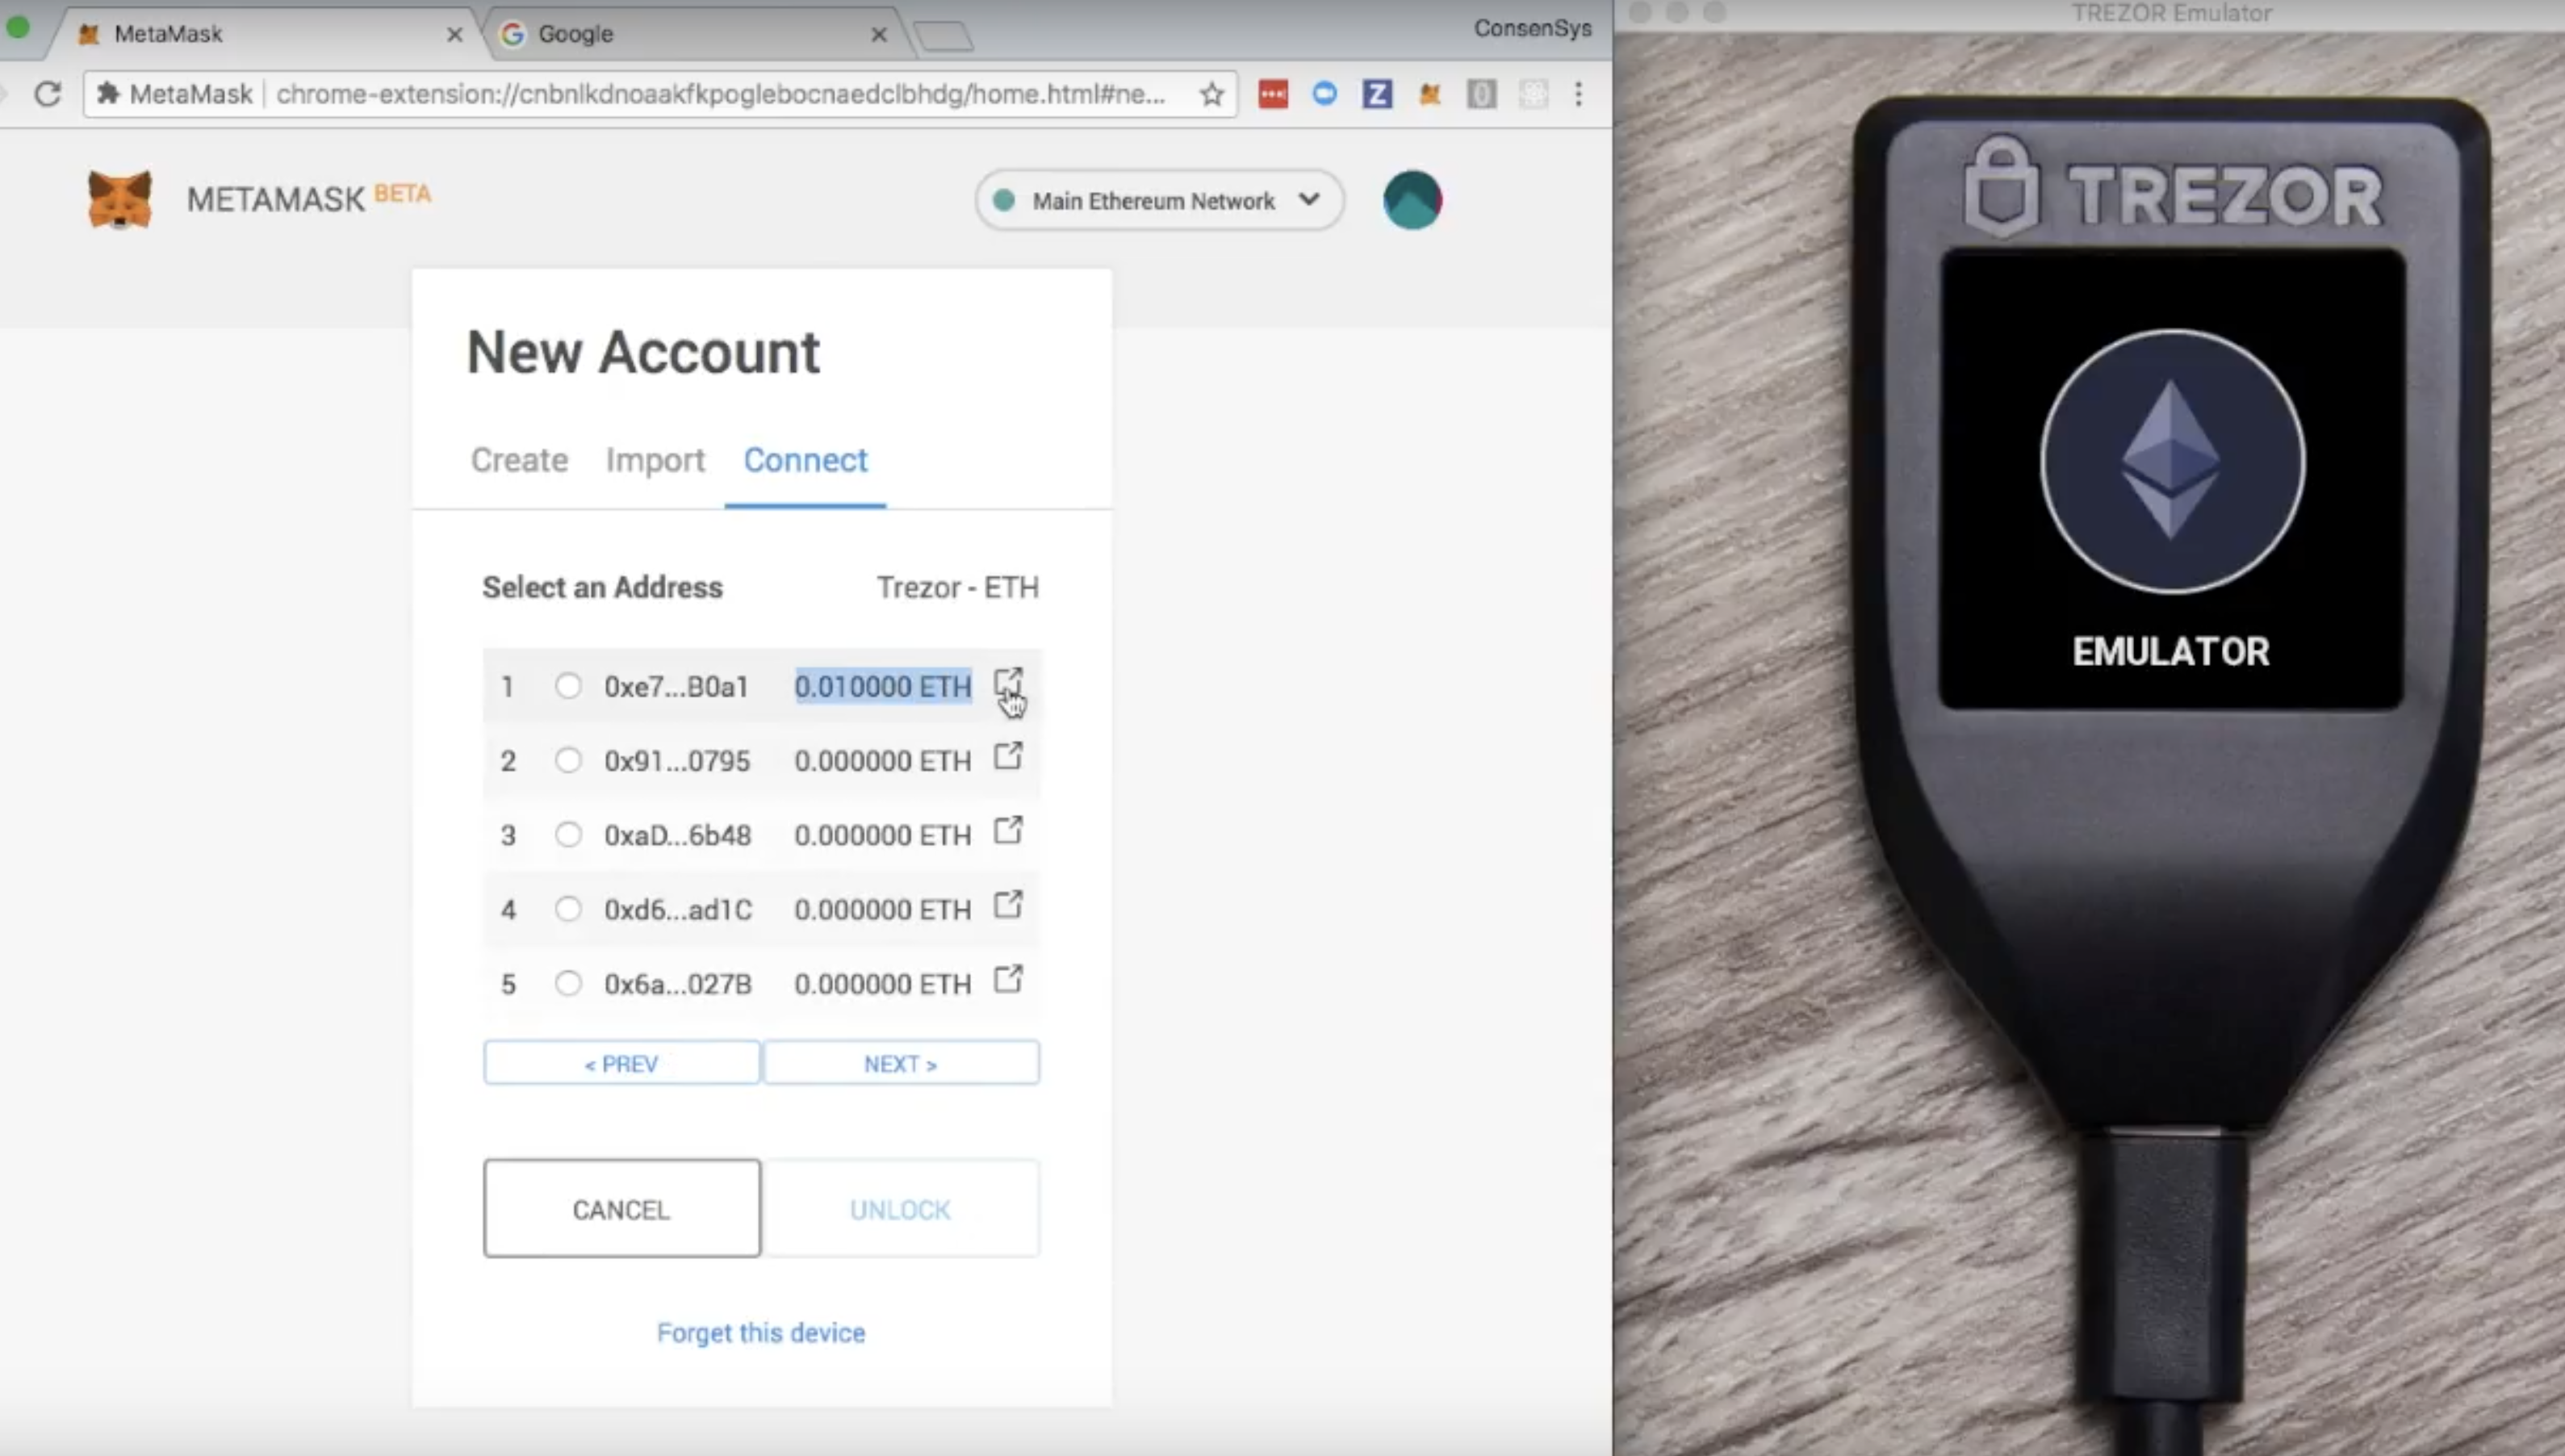 MetaMask
Google
ConsenSys
MetaMask chrome-extension://cnbnlkdnoaakfkpoglebocnaedclbhdg/home.html#ne...
METAMASK BETA
Main Ethereum Network
New Account
Create Import Connect
Select an Address Trezor - ETH
1 0xe7...B0a1 0.010000 ETH
2 0x91...0795 0.000000 ETH
3 0xaD...6b48 0.000000 ETH
4 0xd6...ad1C 0.000000 ETH
5 0x6a...027B 0.000000 ETH
< PREV NEXT >
CANCEL UNLOCK
Forget this device
TREZOR Emulator
TREZOR
EMULATOR